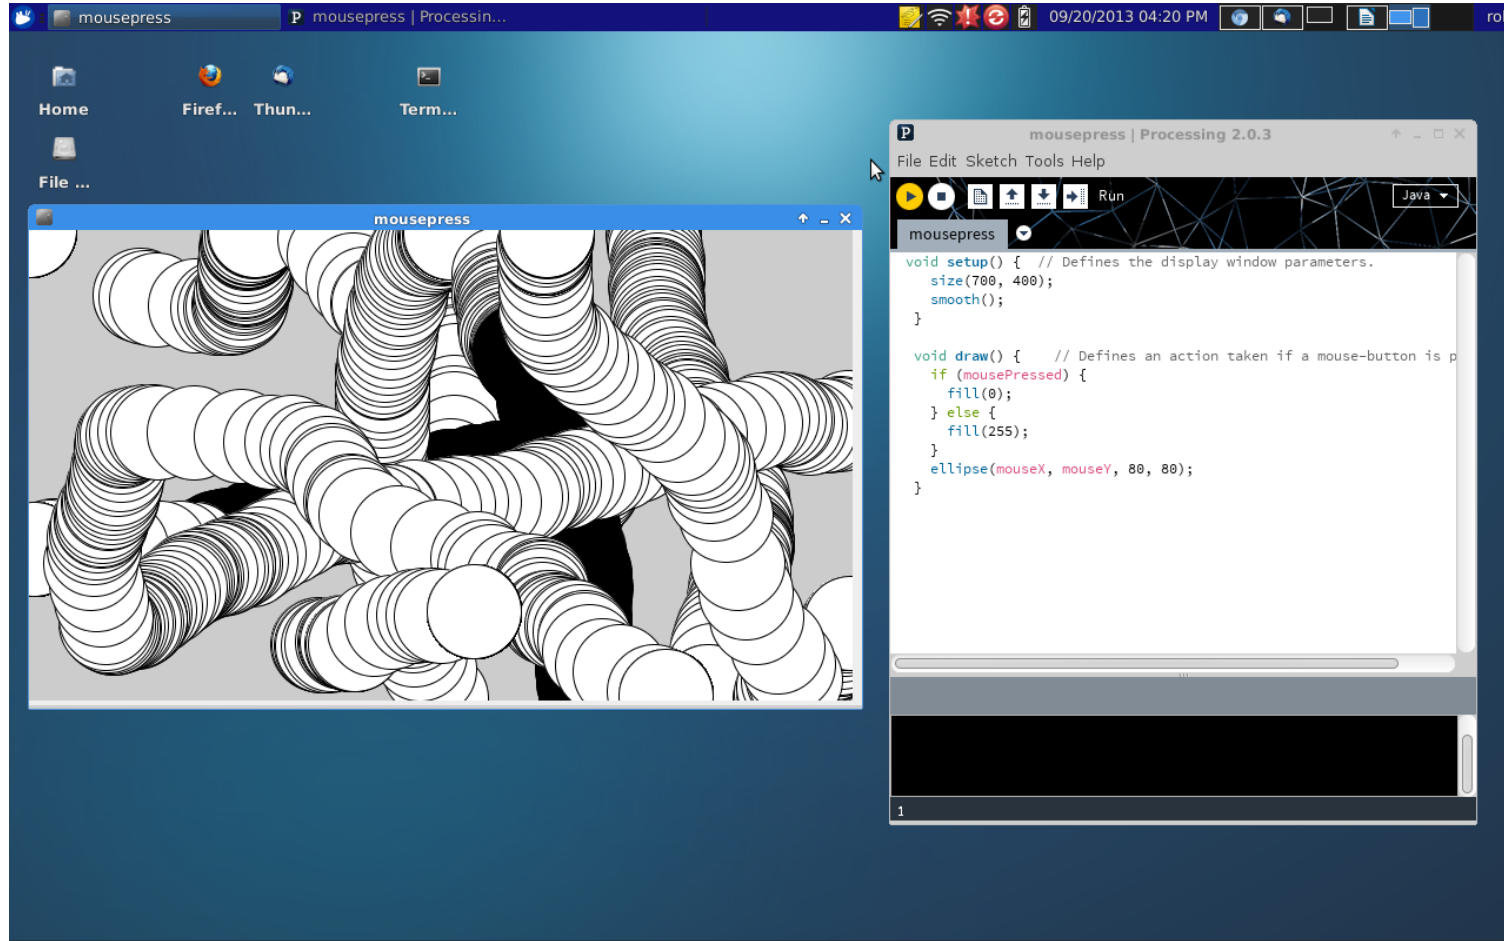 mousepress
P mousepress | Processin...
09/20/2013 04:20 PM
rol
Home
Firef...
Thun...
Term...
File ...
mousepress
P
mousepress | Processing 2.0.3
File Edit Sketch Tools Help
Run
Java
mousepress
void setup() {  // Defines the display window parameters.
   size(700, 400);
   smooth();
 }
 void draw() {    // Defines an action taken if a mouse-button is p
   if (mousePressed) {
     fill(0);
   } else {
     fill(255);
   }
   ellipse(mouseX, mouseY, 80, 80);
 }
1